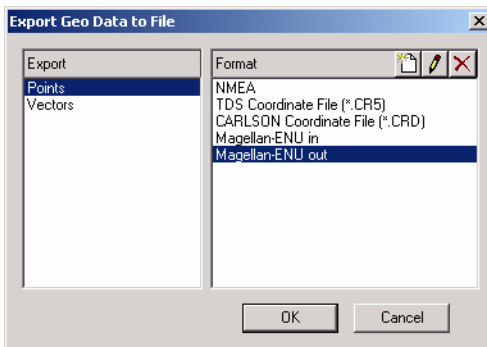 Export Geo Data to File
Export
Format
Points
Vectors
NMEA
TDS Coordinate File (*.CR5)
CARLSON Coordinate File (*.CRD)
Magellan-ENU in
Magellan-ENU out
OK
Cancel